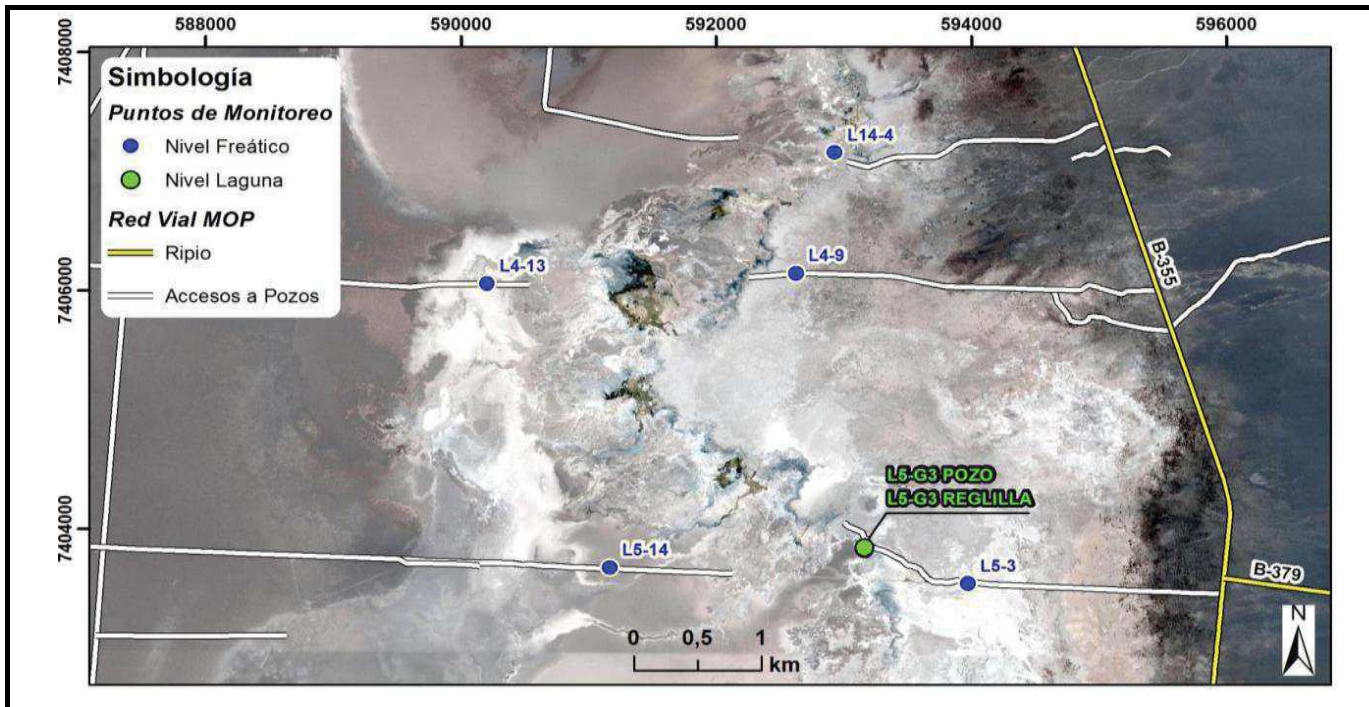 588000
590000
592000
594000
596000
7408000
7406000
7404000
Simbología
Puntos de Monitoreo
Nivel Freático
Nivel Laguna
Red Vial MOP
Ripio
Accesos a Pozos
L14-4
L4-13
L4-9
B-355
L5-G3 POZO
L5-G3 REGLILLA
L5-14
L5-3
B-379
0 0,5 1
km
N